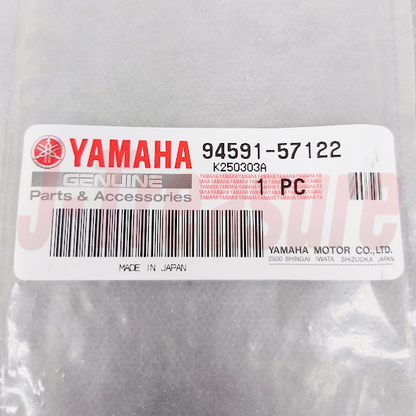 YAMAHA 94591-57122
K250303A
GENUINE
Parts & Accessories
1 PC
YAMAHA MOTOR CO., LTD.
2500 SHINGAI IWATA SHIZUOKA JAPAN
MADE IN JAPAN